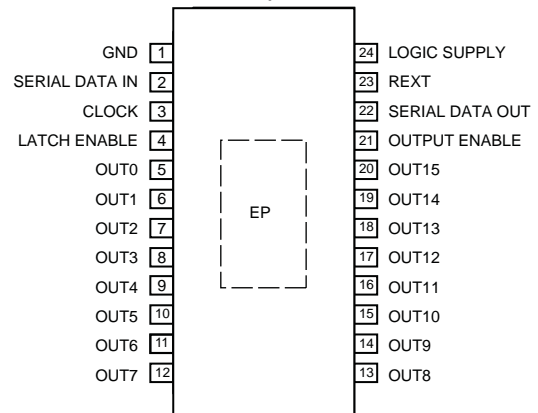 GND 1 24 LOGIC SUPPLY
SERIAL DATA IN 2 23 REXT
CLOCK 3 22 SERIAL DATA OUT
LATCH ENABLE 4 21 OUTPUT ENABLE
OUT0 5 20 OUT15
OUT1 6 19 OUT14
OUT2 7 18 OUT13
EP
OUT3 8 17 OUT12
OUT4 9 16 OUT11
OUT5 10 15 OUT10
OUT6 11 14 OUT9
OUT7 12 13 OUT8